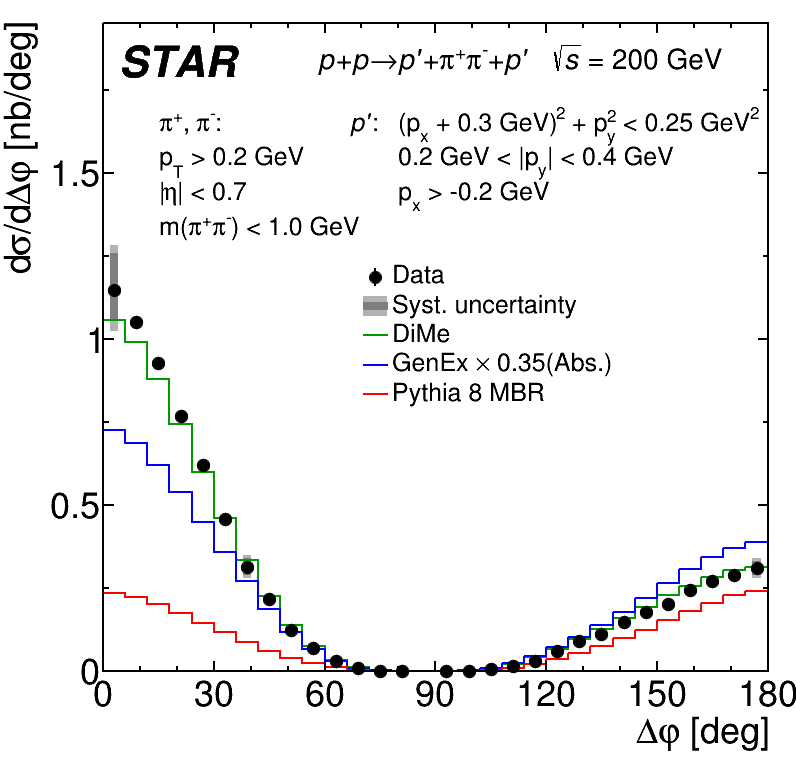 dσ/dΔφ [nb/deg]
STAR
p+p→p′+π⁺π⁻+p′ √s = 200 GeV
π⁺, π⁻:
p_T > 0.2 GeV
|η| < 0.7
m(π⁺π⁻) < 1.0 GeV
p′: (p_x + 0.3 GeV)² + p_y² < 0.25 GeV²
0.2 GeV < |p_y| < 0.4 GeV
p_x > -0.2 GeV
Data
Syst. uncertainty
DiMe
GenEx × 0.35(Abs.)
Pythia 8 MBR
1.5
1
0.5
0
0 30 60 90 120 150 180
Δφ [deg]